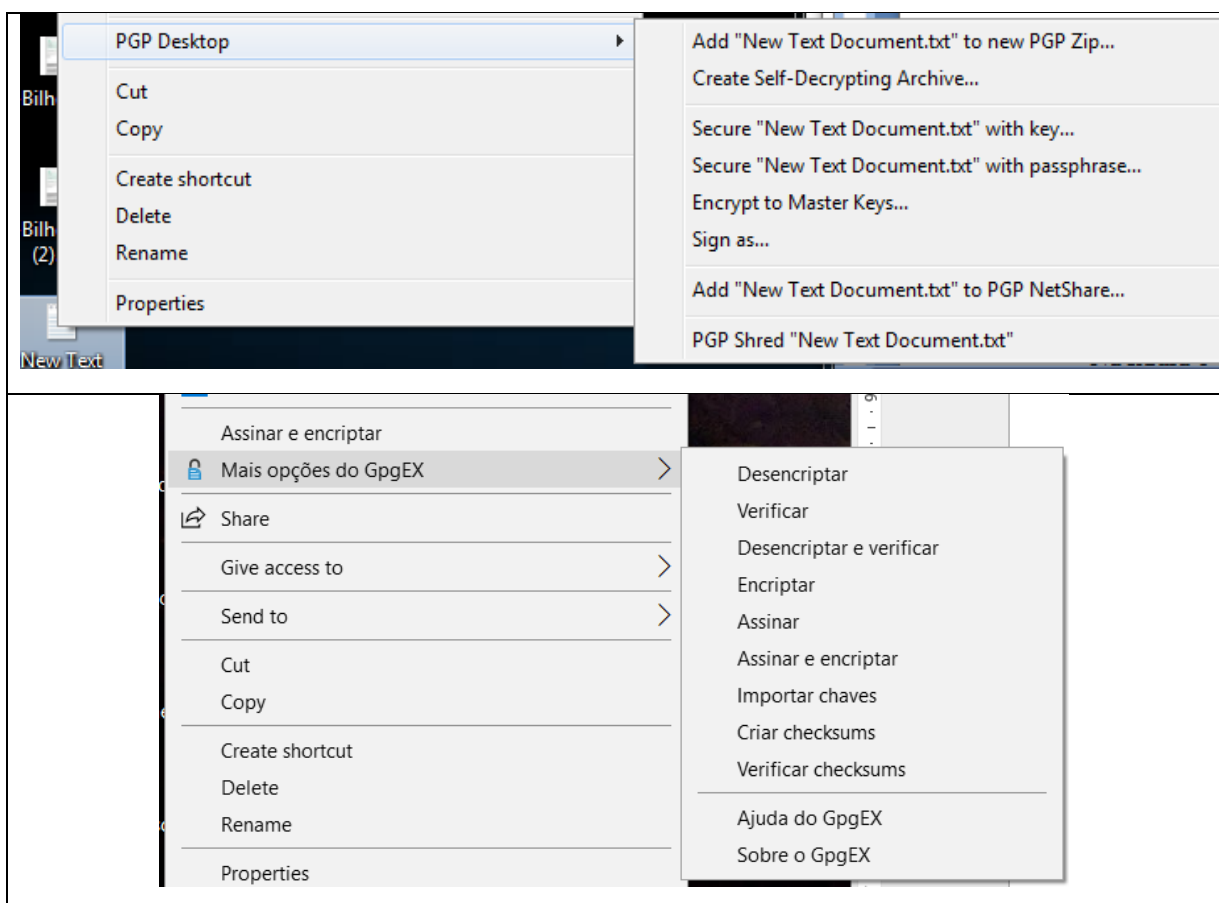 PGP Desktop
Cut
Copy
Create shortcut
Delete
Rename
Properties
Add "New Text Document.txt" to new PGP Zip...
Create Self-Decrypting Archive...
Secure "New Text Document.txt" with key...
Secure "New Text Document.txt" with passphrase...
Encrypt to Master Keys...
Sign as...
Add "New Text Document.txt" to PGP NetShare...
PGP Shred "New Text Document.txt"
Bilh
Bilh
(2)
New Text
Assinar e encriptar
Mais opções do GpgEX
Share
Give access to
Send to
Cut
Copy
Create shortcut
Delete
Rename
Properties
Desencriptar
Verificar
Desencriptar e verificar
Encriptar
Assinar
Assinar e encriptar
Importar chaves
Criar checksums
Verificar checksums
Ajuda do GpgEX
Sobre o GpgEX